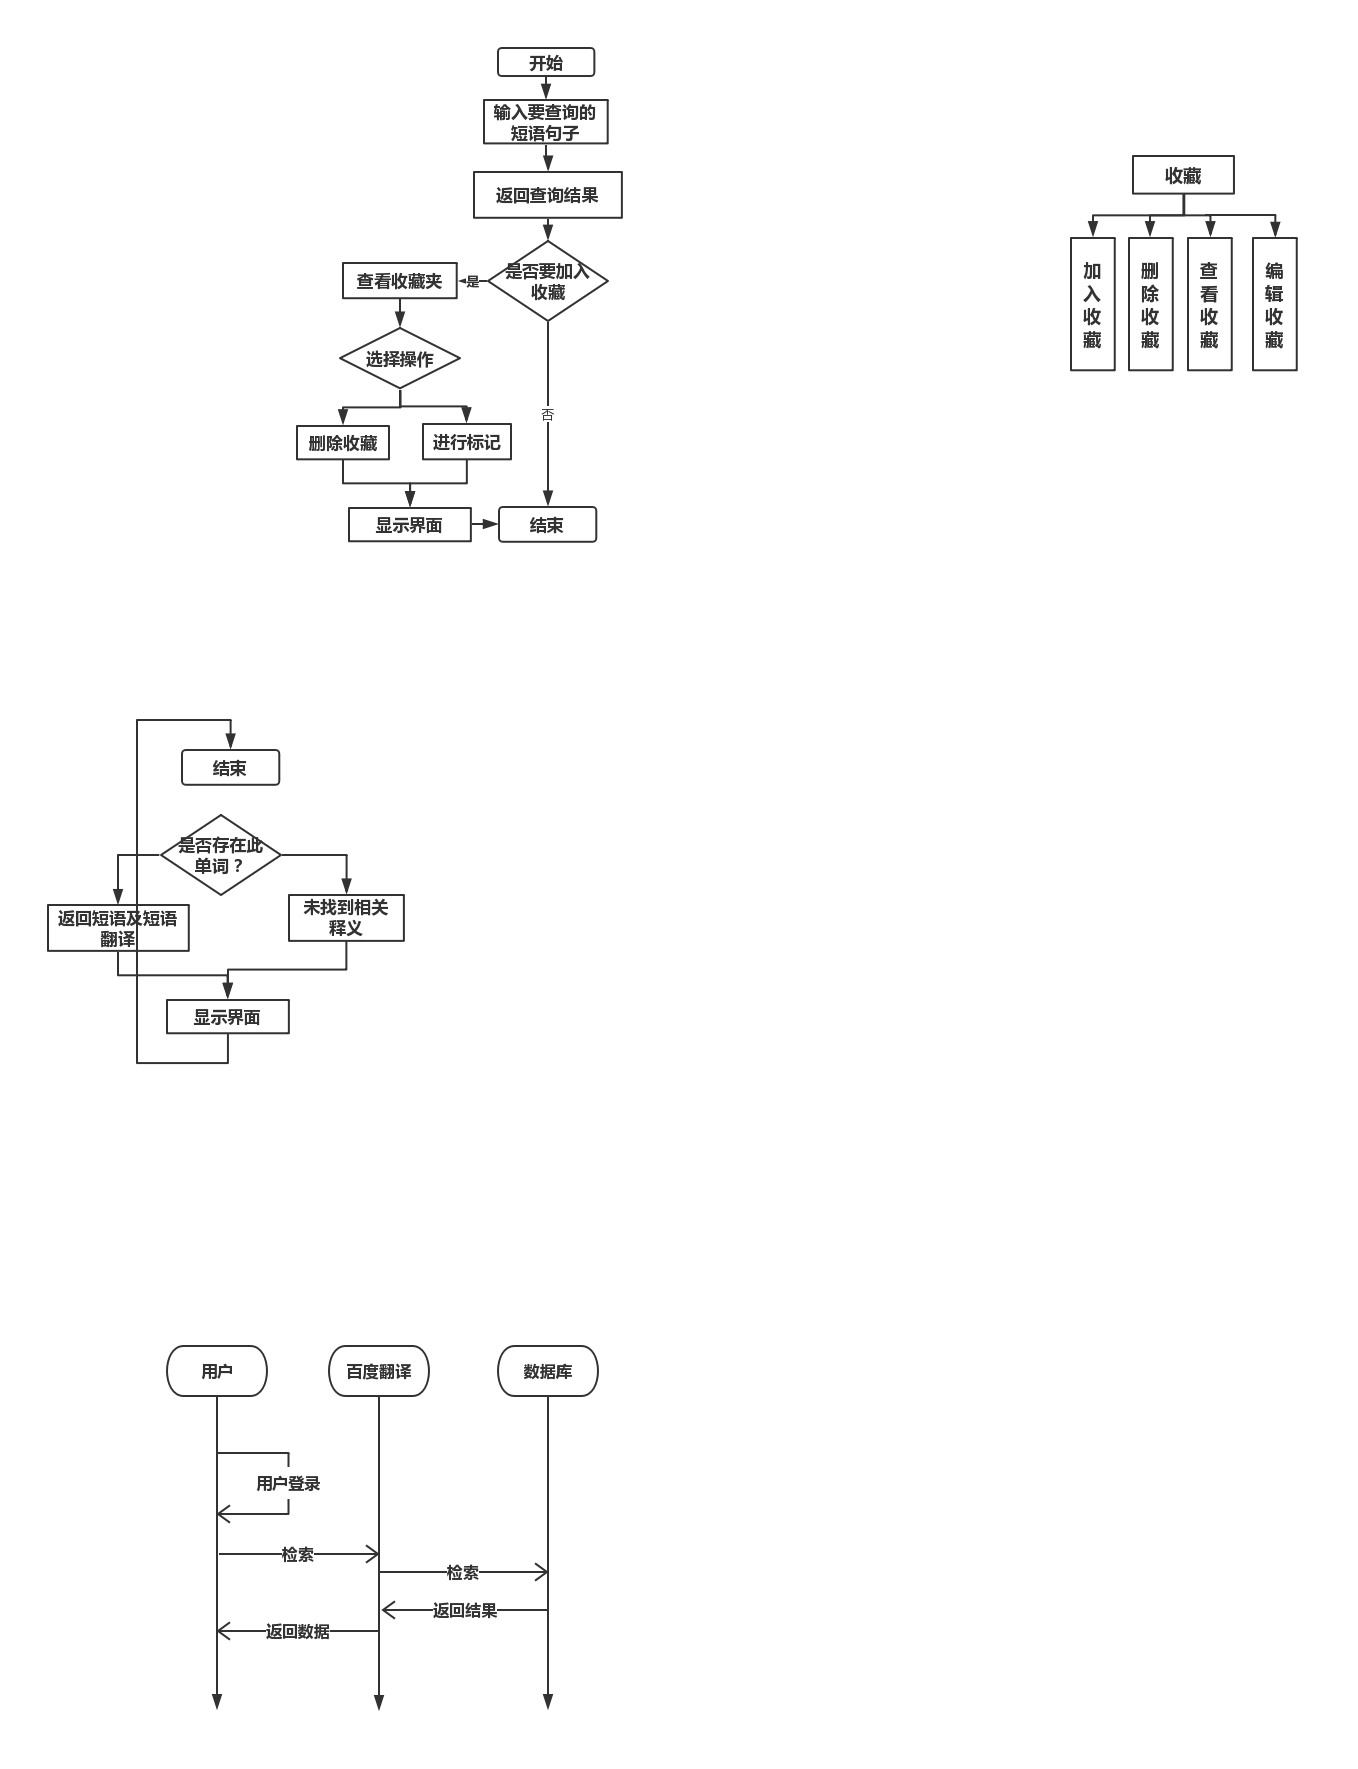 开始
输入要查询的
短语句子
返回查询结果
是否要加入
收藏
是
查看收藏夹
选择操作
否
删除收藏
进行标记
显示界面
结束
收藏
加入收藏
删除收藏
查看收藏
编辑收藏
结束
是否存在此
单词？
返回短语及短语
翻译
未找到相关
释义
显示界面
用户
百度翻译
数据库
用户登录
检索
检索
返回结果
返回数据